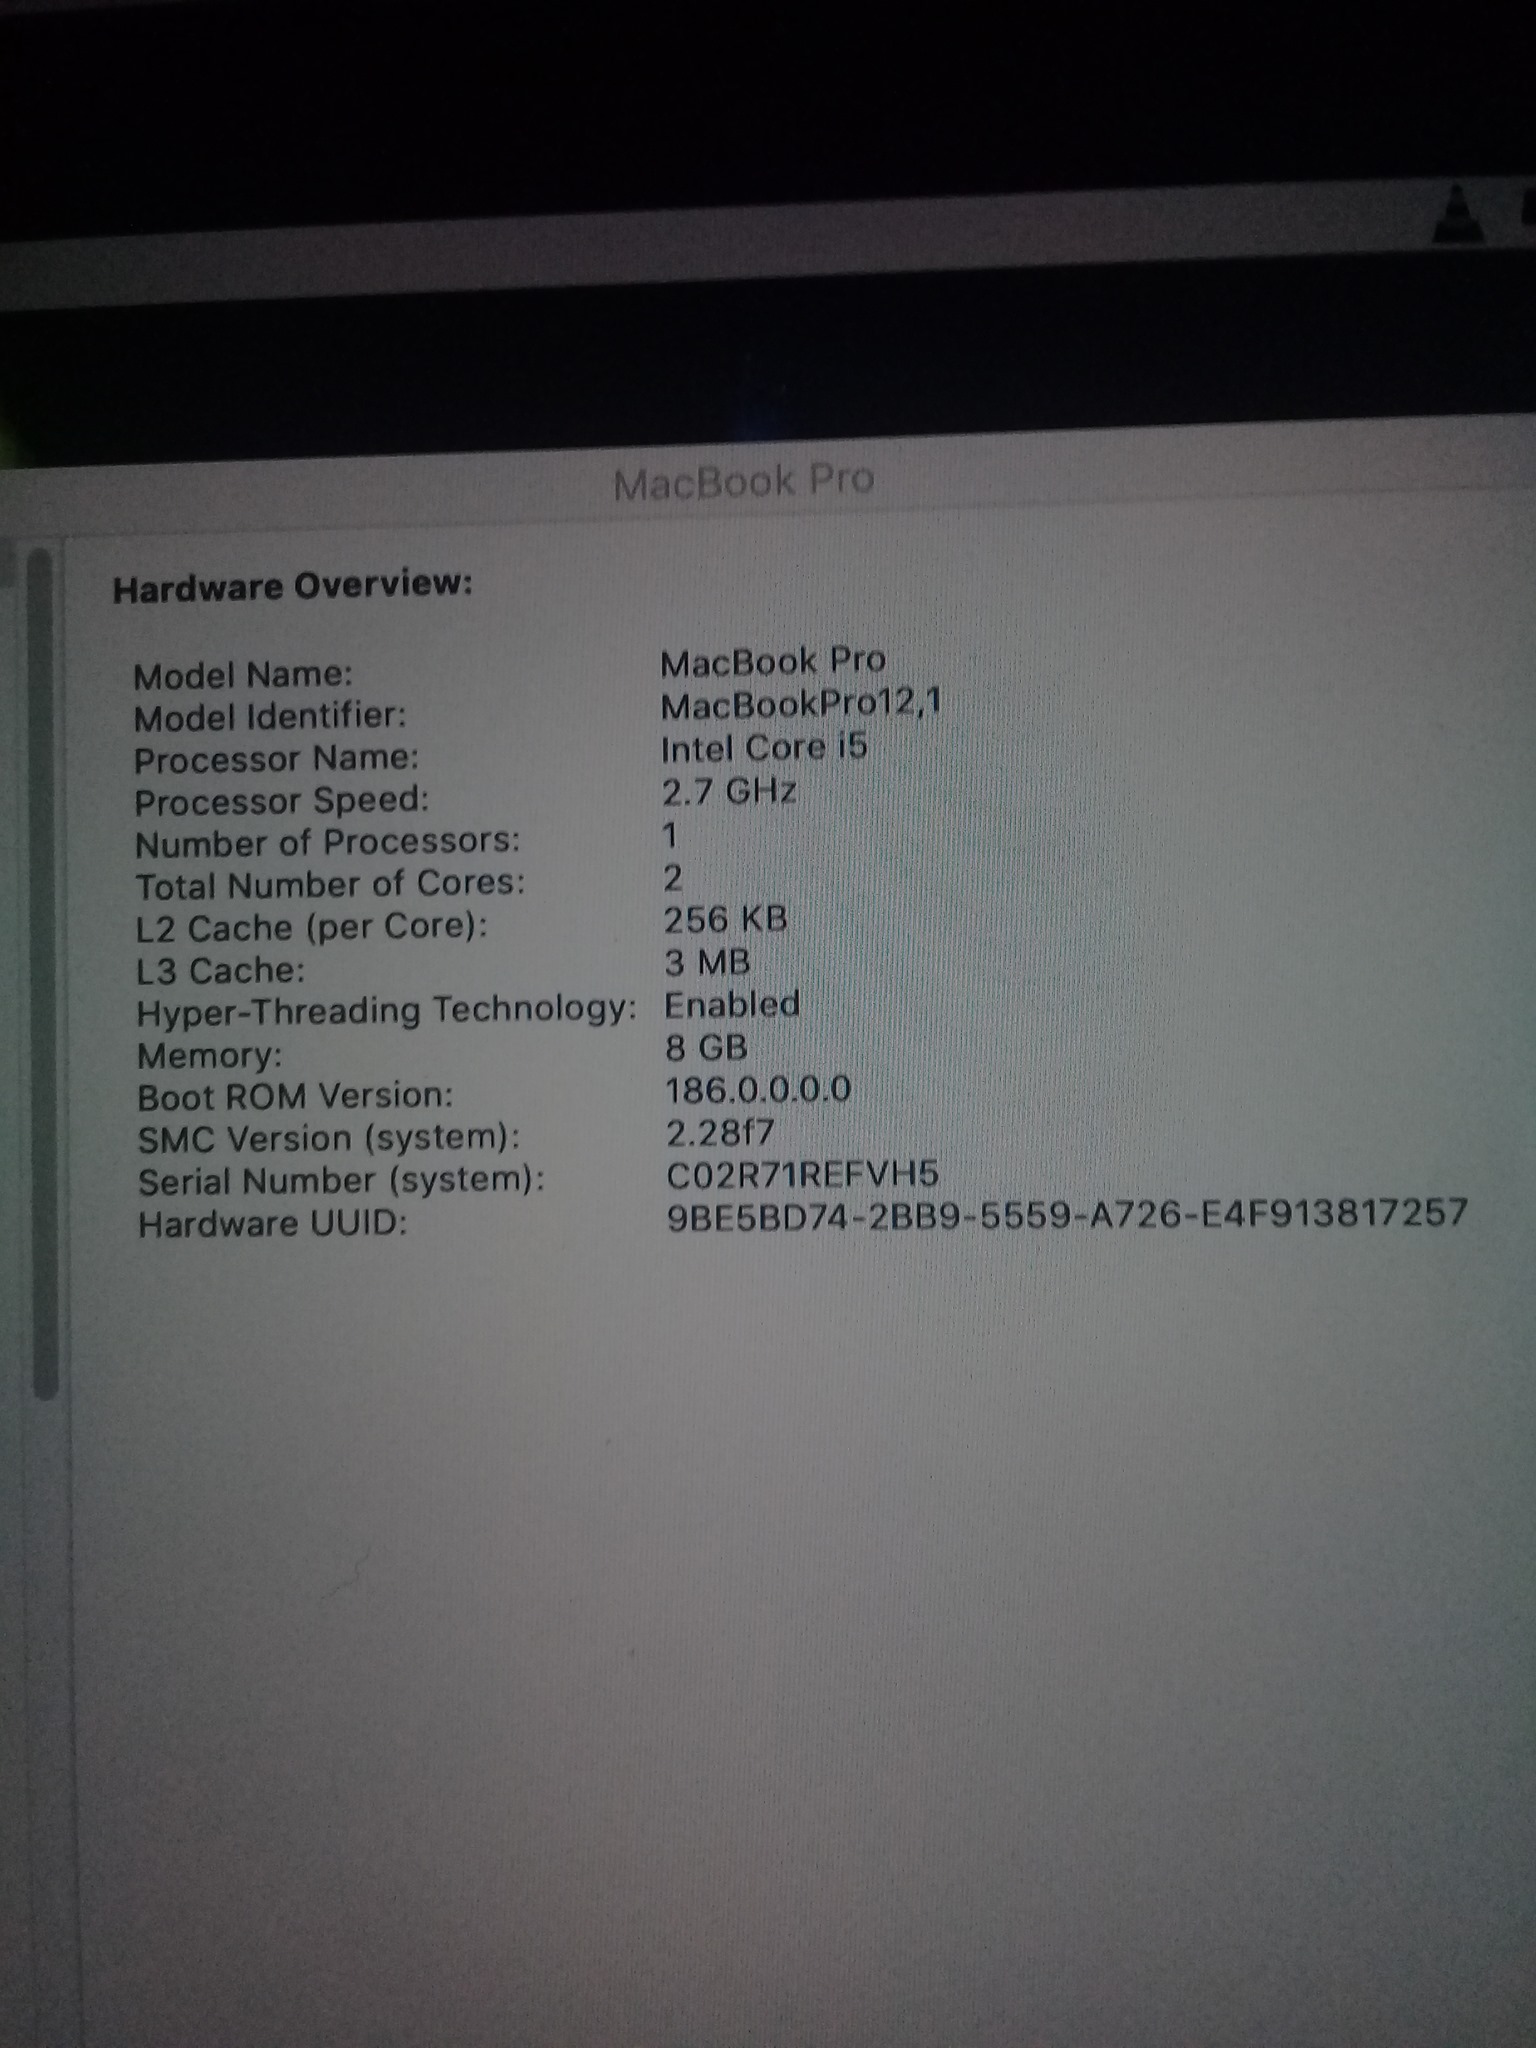 MacBook Pro
Hardware Overview:
Model Name: MacBook Pro
Model Identifier: MacBookPro12,1
Processor Name: Intel Core i5
Processor Speed: 2.7 GHz
Number of Processors: 1
Total Number of Cores: 2
L2 Cache (per Core): 256 KB
L3 Cache: 3 MB
Hyper-Threading Technology: Enabled
Memory: 8 GB
Boot ROM Version: 186.0.0.0.0
SMC Version (system): 2.28f7
Serial Number (system): C02R71REFVH5
Hardware UUID: 9BE5BD74-2BB9-5559-A726-E4F913817257